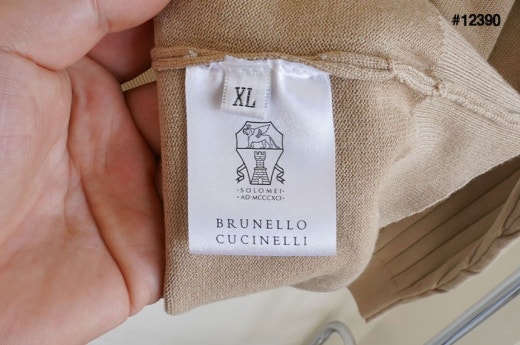 #12390
XL
·SOLOMEI·
·AD·MCCCXCI·
BRUNELLO
CUCINELLI